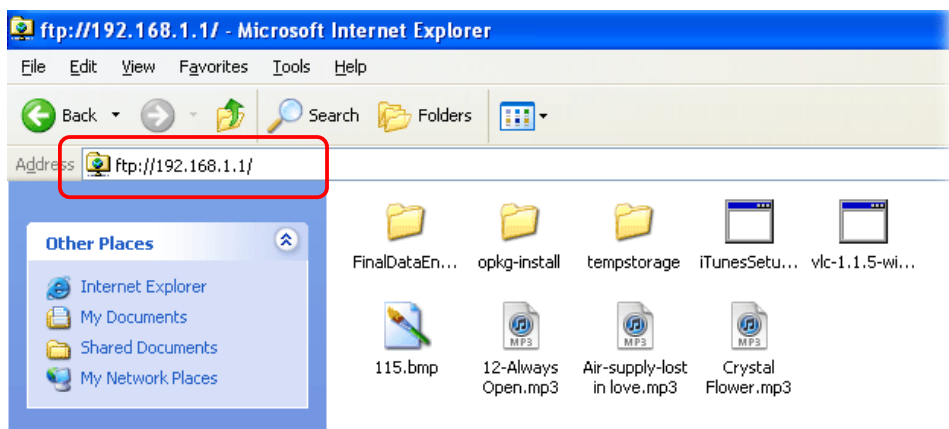 ftp://192.168.1.1/ - Microsoft Internet Explorer
File Edit View Favorites Tools Help
Back Search Folders
Address ftp://192.168.1.1/
Other Places
Internet Explorer
My Documents
Shared Documents
My Network Places
FinalDataEn... opkg-install tempstorage iTunesSetu... vlc-1.1.5-wi...
MP3 MP3 MP3
115.bmp 12-Always Air-supply-lost Crystal
Open.mp3 in love.mp3 Flower.mp3